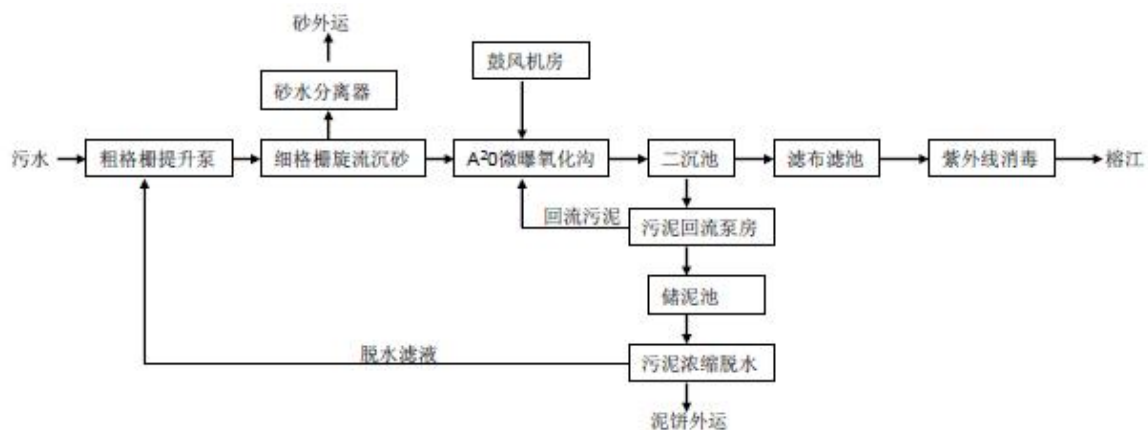 砂外运
鼓风机房
砂水分离器
污水
粗格栅提升泵
细格栅旋流沉砂
A²O微曝氧化沟
二沉池
滤布滤池
紫外线消毒
榕江
回流污泥
污泥回流泵房
储泥池
脱水滤液
污泥浓缩脱水
泥饼外运